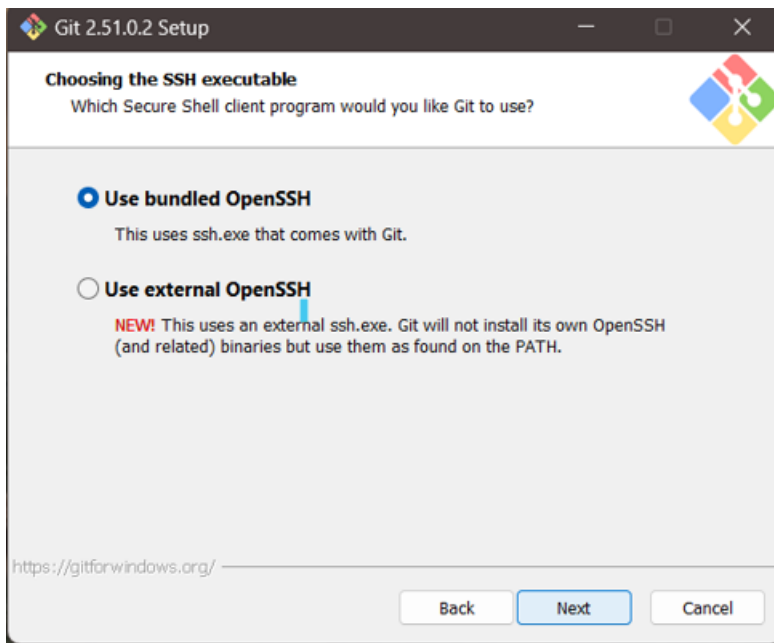 Git 2.51.0.2 Setup
Choosing the SSH executable
Which Secure Shell client program would you like Git to use?
Use bundled OpenSSH
This uses ssh.exe that comes with Git.
Use external OpenSSH
NEW! This uses an external ssh.exe. Git will not install its own OpenSSH
(and related) binaries but use them as found on the PATH.
https://gitforwindows.org/
Back Next Cancel